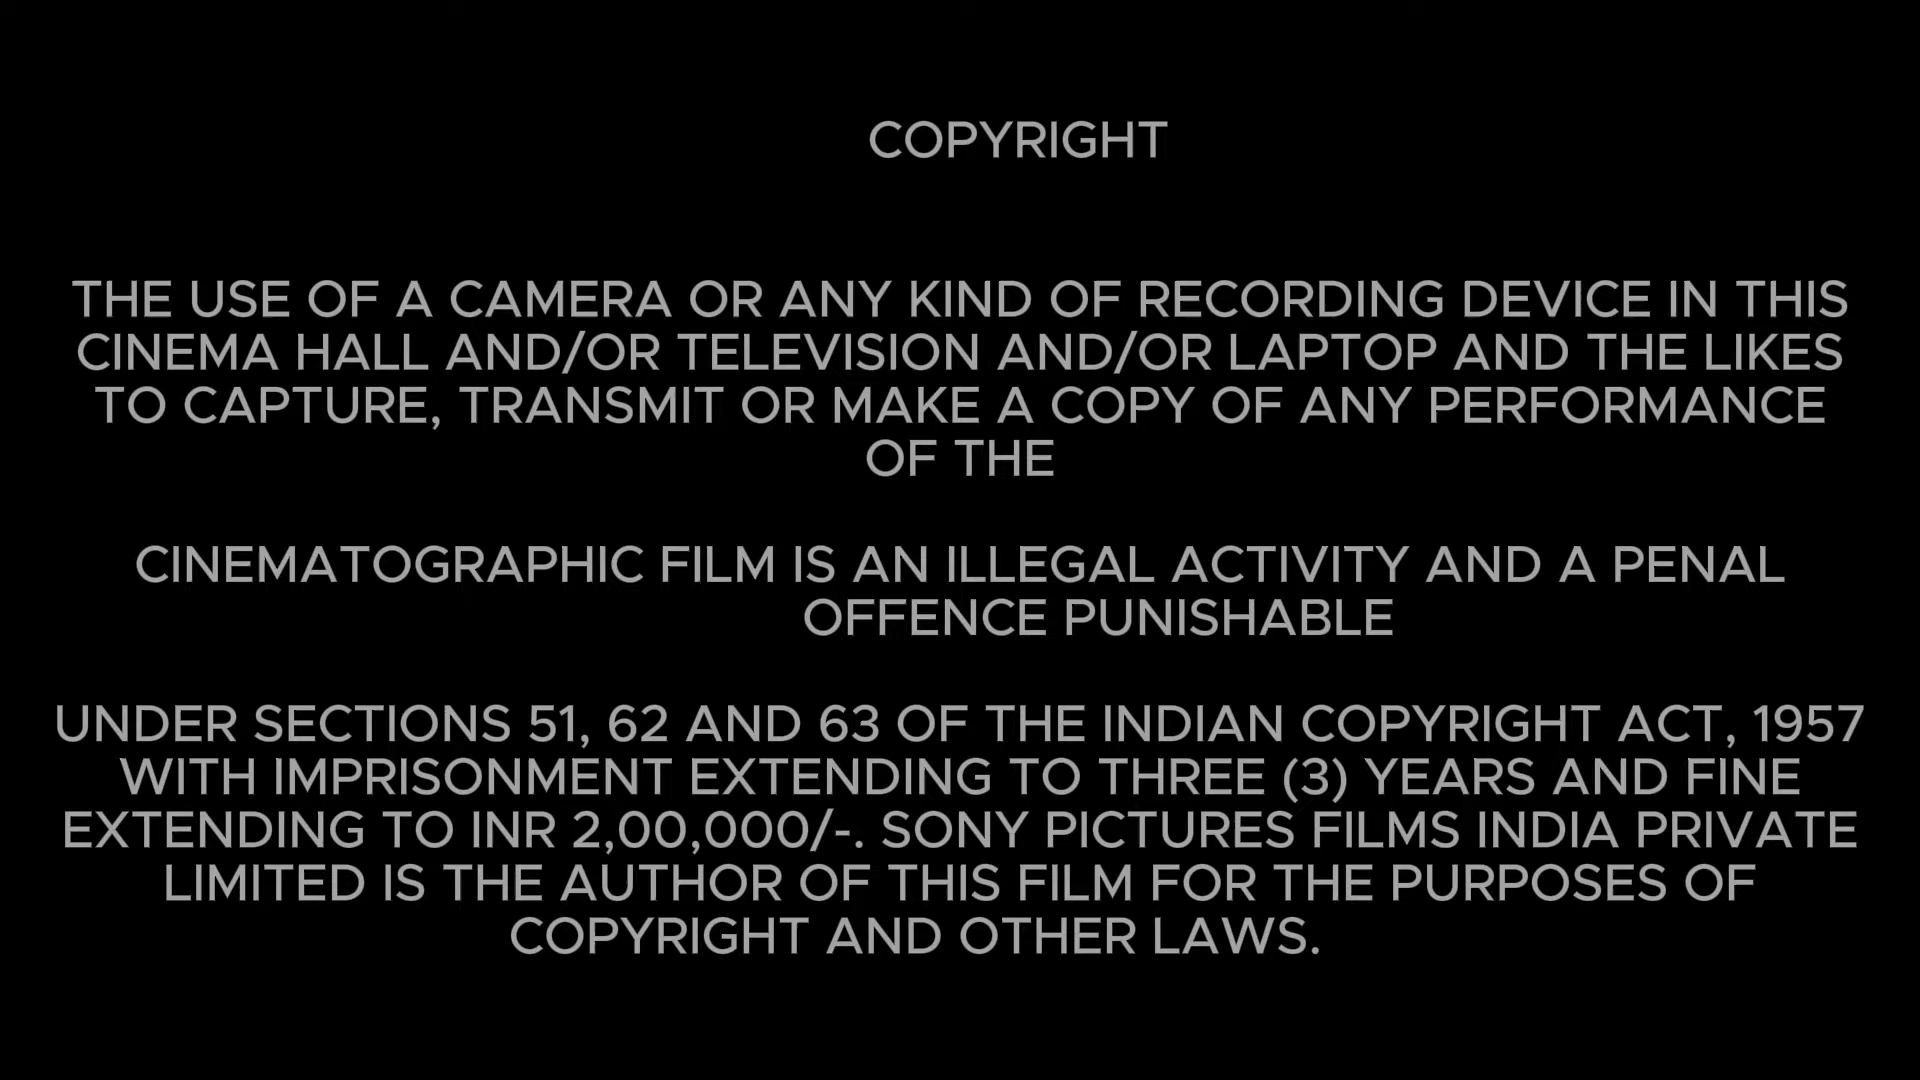 COPYRIGHT
THE USE OF A CAMERA OR ANY KIND OF RECORDING DEVICE IN THIS
CINEMA HALL AND/OR TELEVISION AND/OR LAPTOP AND THE LIKES
TO CAPTURE, TRANSMIT OR MAKE A COPY OF ANY PERFORMANCE
OF THE
CINEMATOGRAPHIC FILM IS AN ILLEGAL ACTIVITY AND A PENAL
OFFENCE PUNISHABLE
UNDER SECTIONS 51, 62 AND 63 OF THE INDIAN COPYRIGHT ACT, 1957
WITH IMPRISONMENT EXTENDING TO THREE (3) YEARS AND FINE
EXTENDING TO INR 2,00,000/-. SONY PICTURES FILMS INDIA PRIVATE
LIMITED IS THE AUTHOR OF THIS FILM FOR THE PURPOSES OF
COPYRIGHT AND OTHER LAWS.